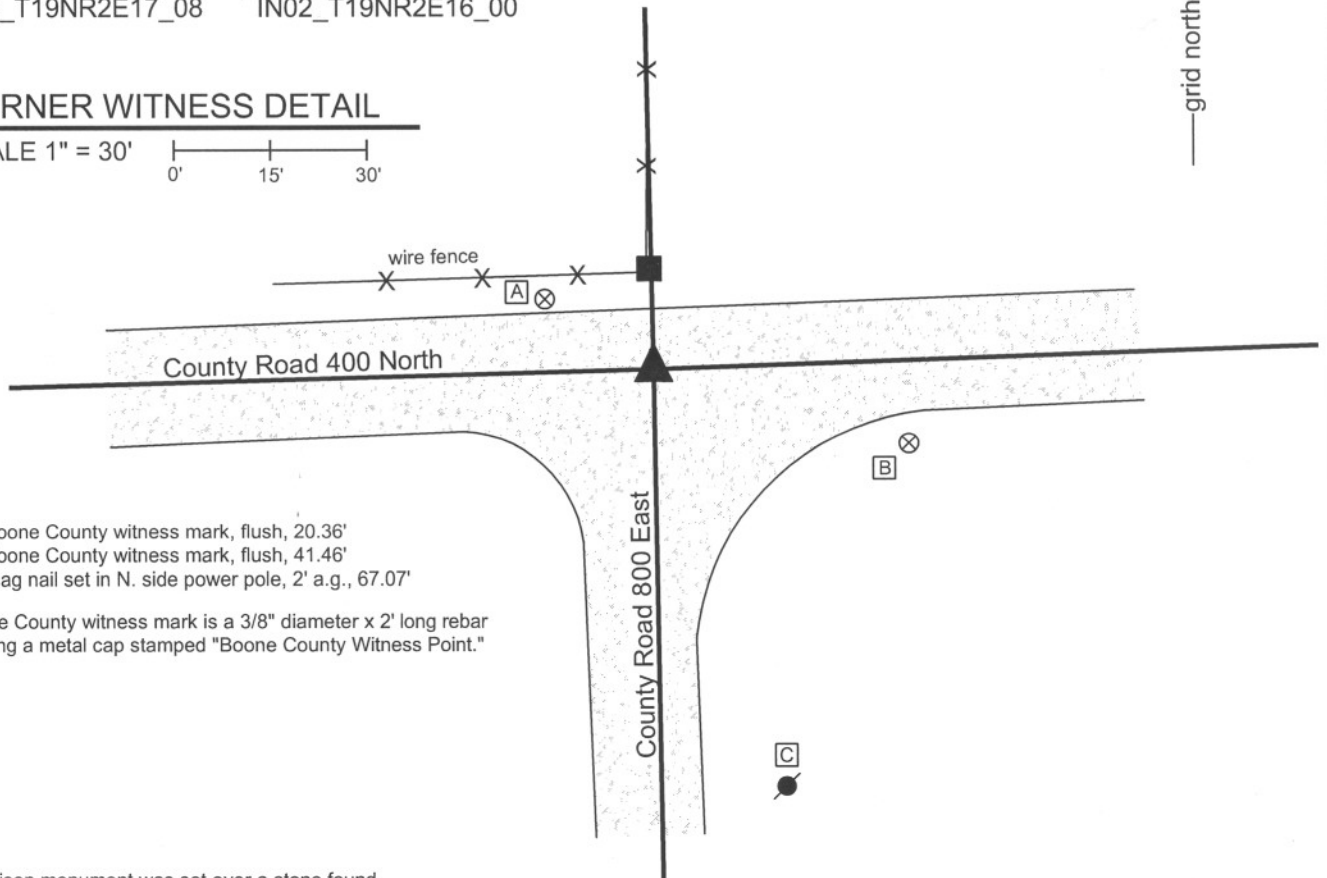 _T19NR2E17_08 IN02_T19NR2E16_00
grid north
RNER WITNESS DETAIL
ALE 1" = 30'
0' 15' 30'
wire fence
X X X
A
County Road 400 North
B
oone County witness mark, flush, 20.36'
oone County witness mark, flush, 41.46'
ag nail set in N. side power pole, 2' a.g., 67.07'
e County witness mark is a 3/8" diameter x 2' long rebar
ng a metal cap stamped "Boone County Witness Point."
County Road 800 East
C